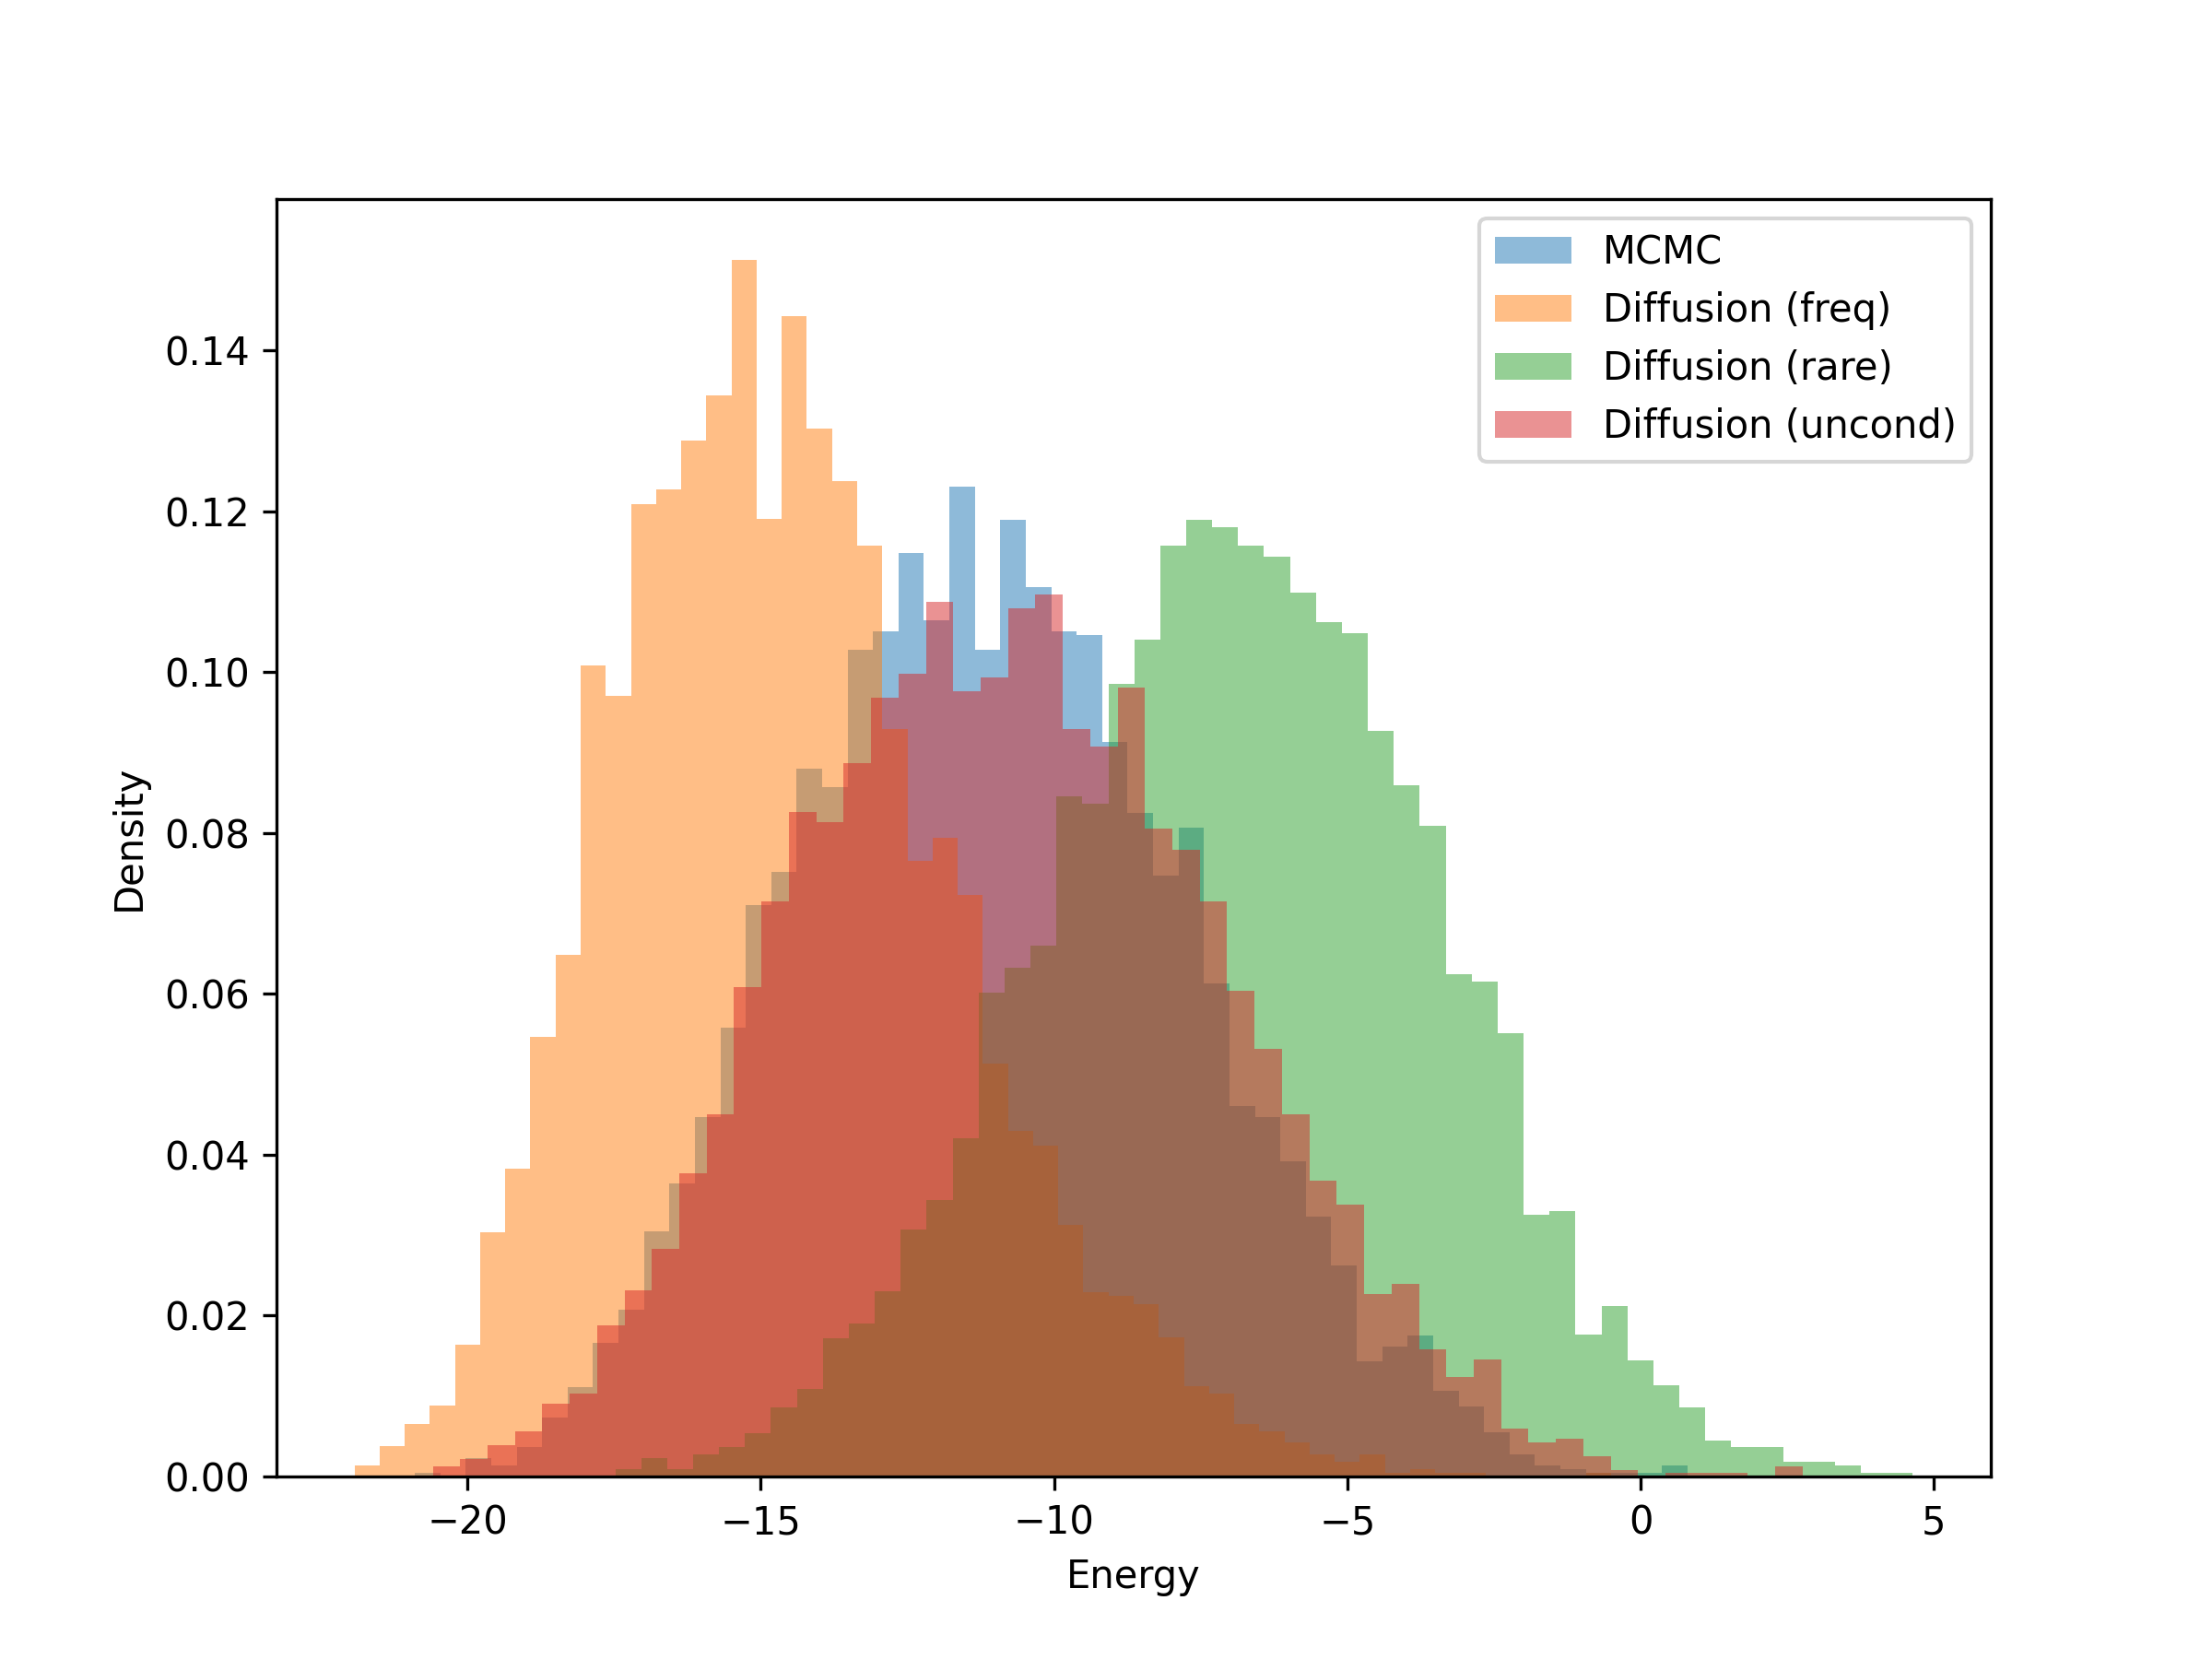 MCMC
Diffusion (freq)
Diffusion (rare)
Diffusion (uncond)
0.14
0.12
0.10
0.08
0.06
0.04
0.02
0.00
Density
−20 −15 −10 −5 0 5
Energy